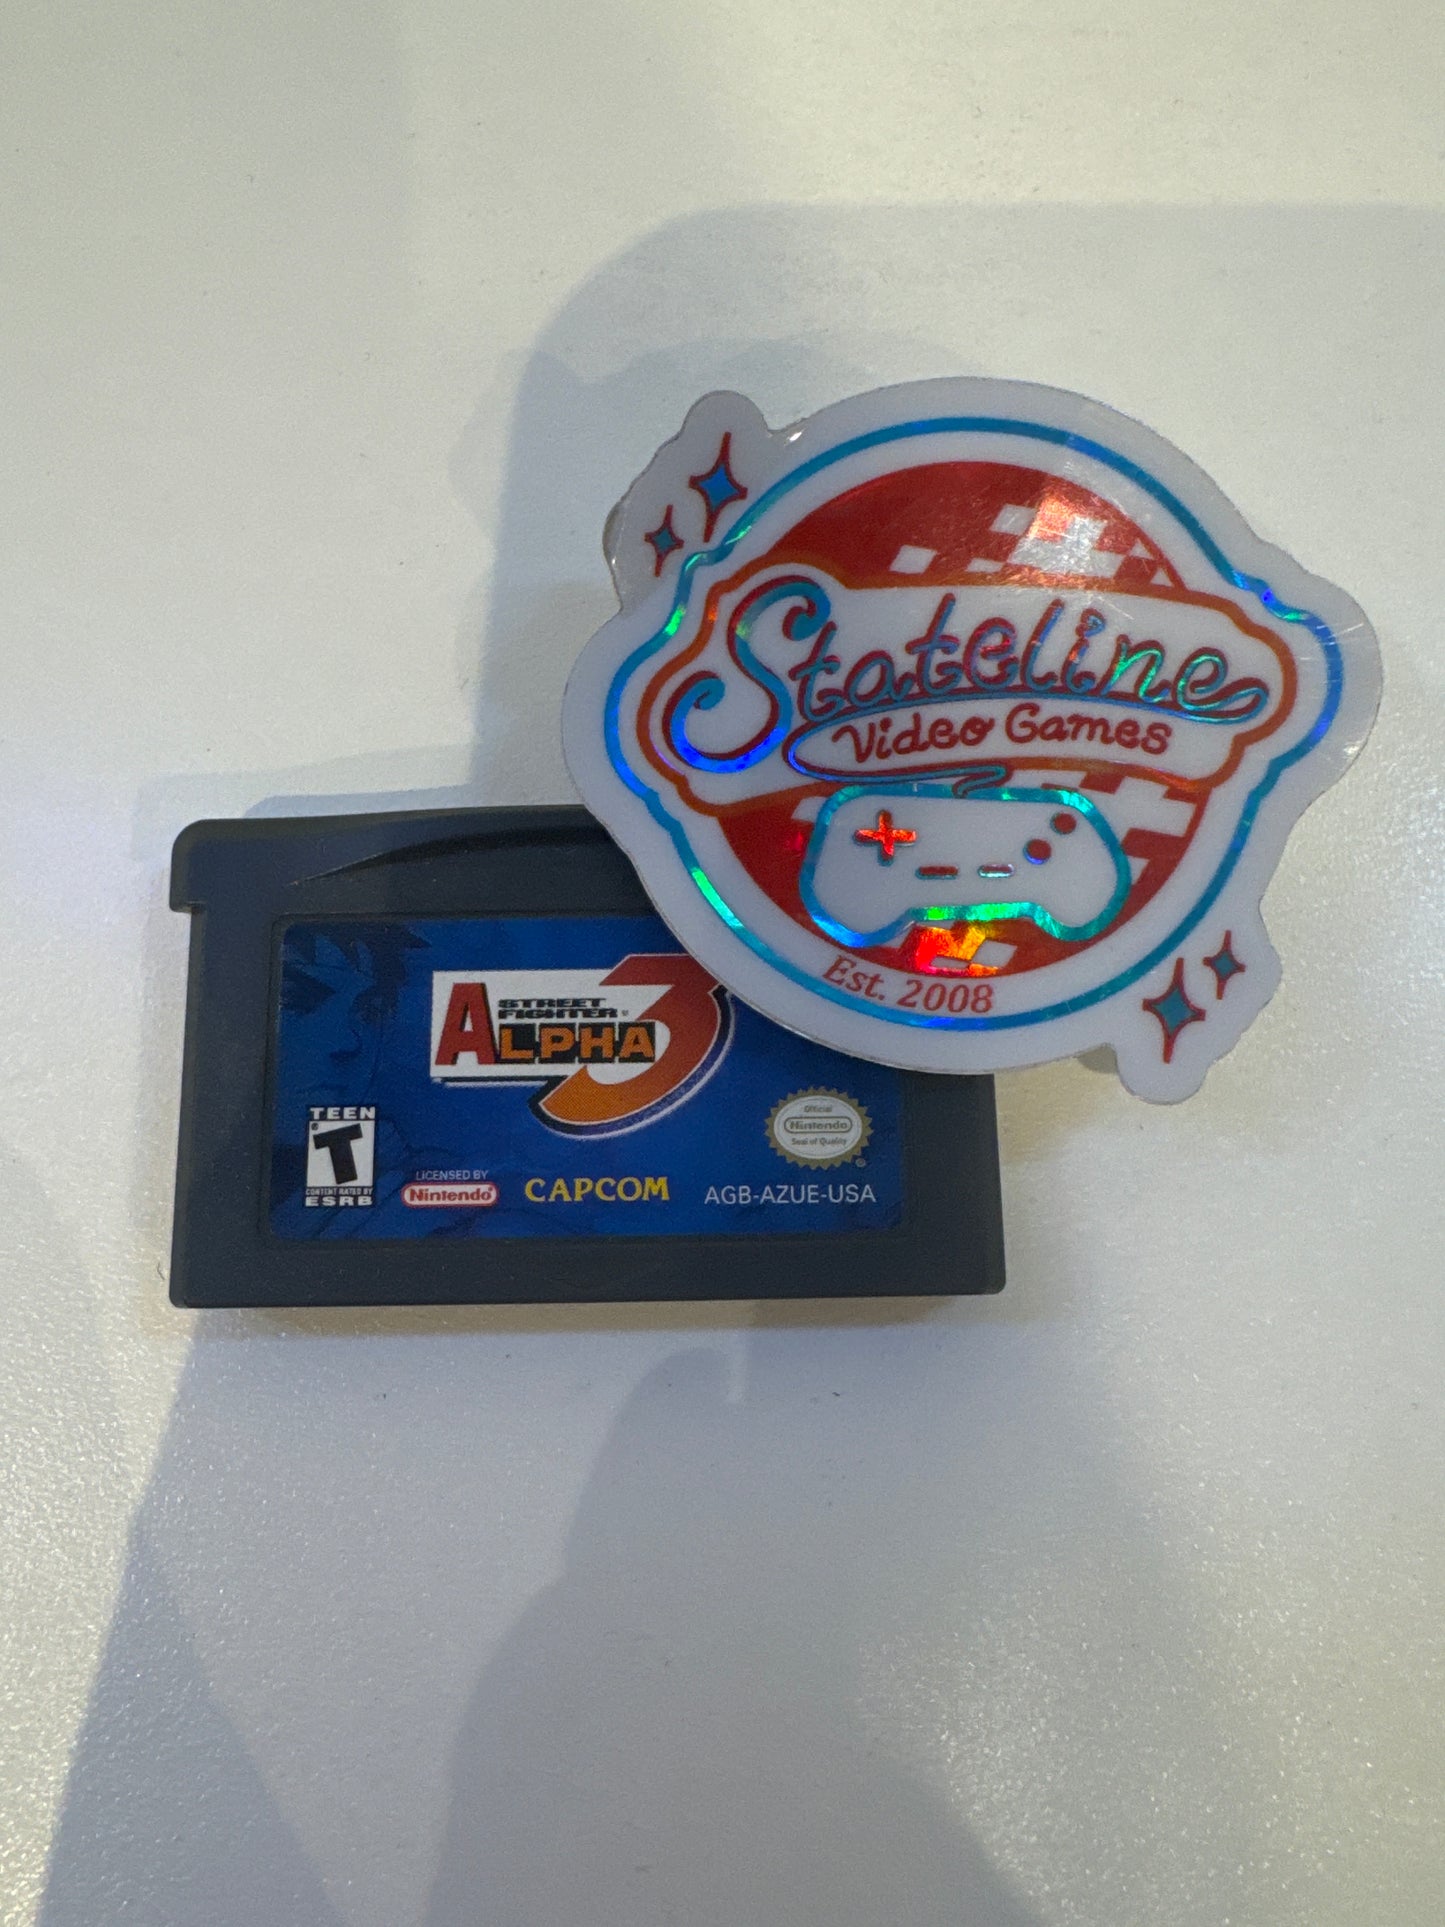 Stateline
Video Games
Est. 2008
STREET
FIGHTER®
ALPHA 3
TEEN
T
CONTENT RATED BY
ESRB
LICENSED BY
Nintendo
CAPCOM
Official
Nintendo
Seal of Quality
®
AGB-AZUE-USA